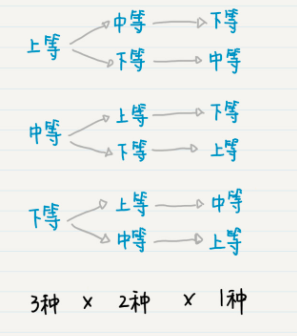 中等 下等
上等
下等 中等
上等 下等
中等
下等 上等
上等 中等
下等
中等 上等
3种 × 2种 × 1种